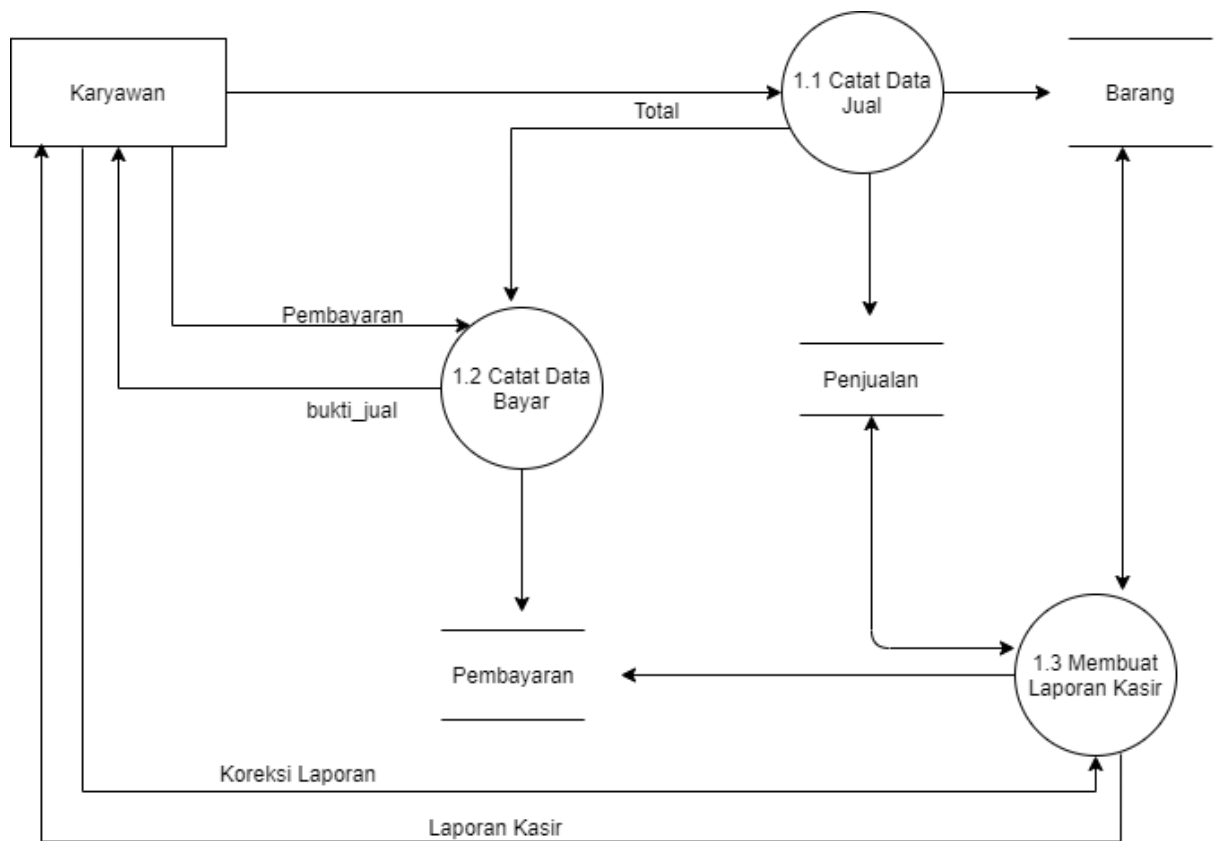 Karyawan
1.1 Catat Data
Jual
Barang
Total
Pembayaran
1.2 Catat Data
Bayar
bukti_jual
Penjualan
Pembayaran
1.3 Membuat
Laporan Kasir
Koreksi Laporan
Laporan Kasir